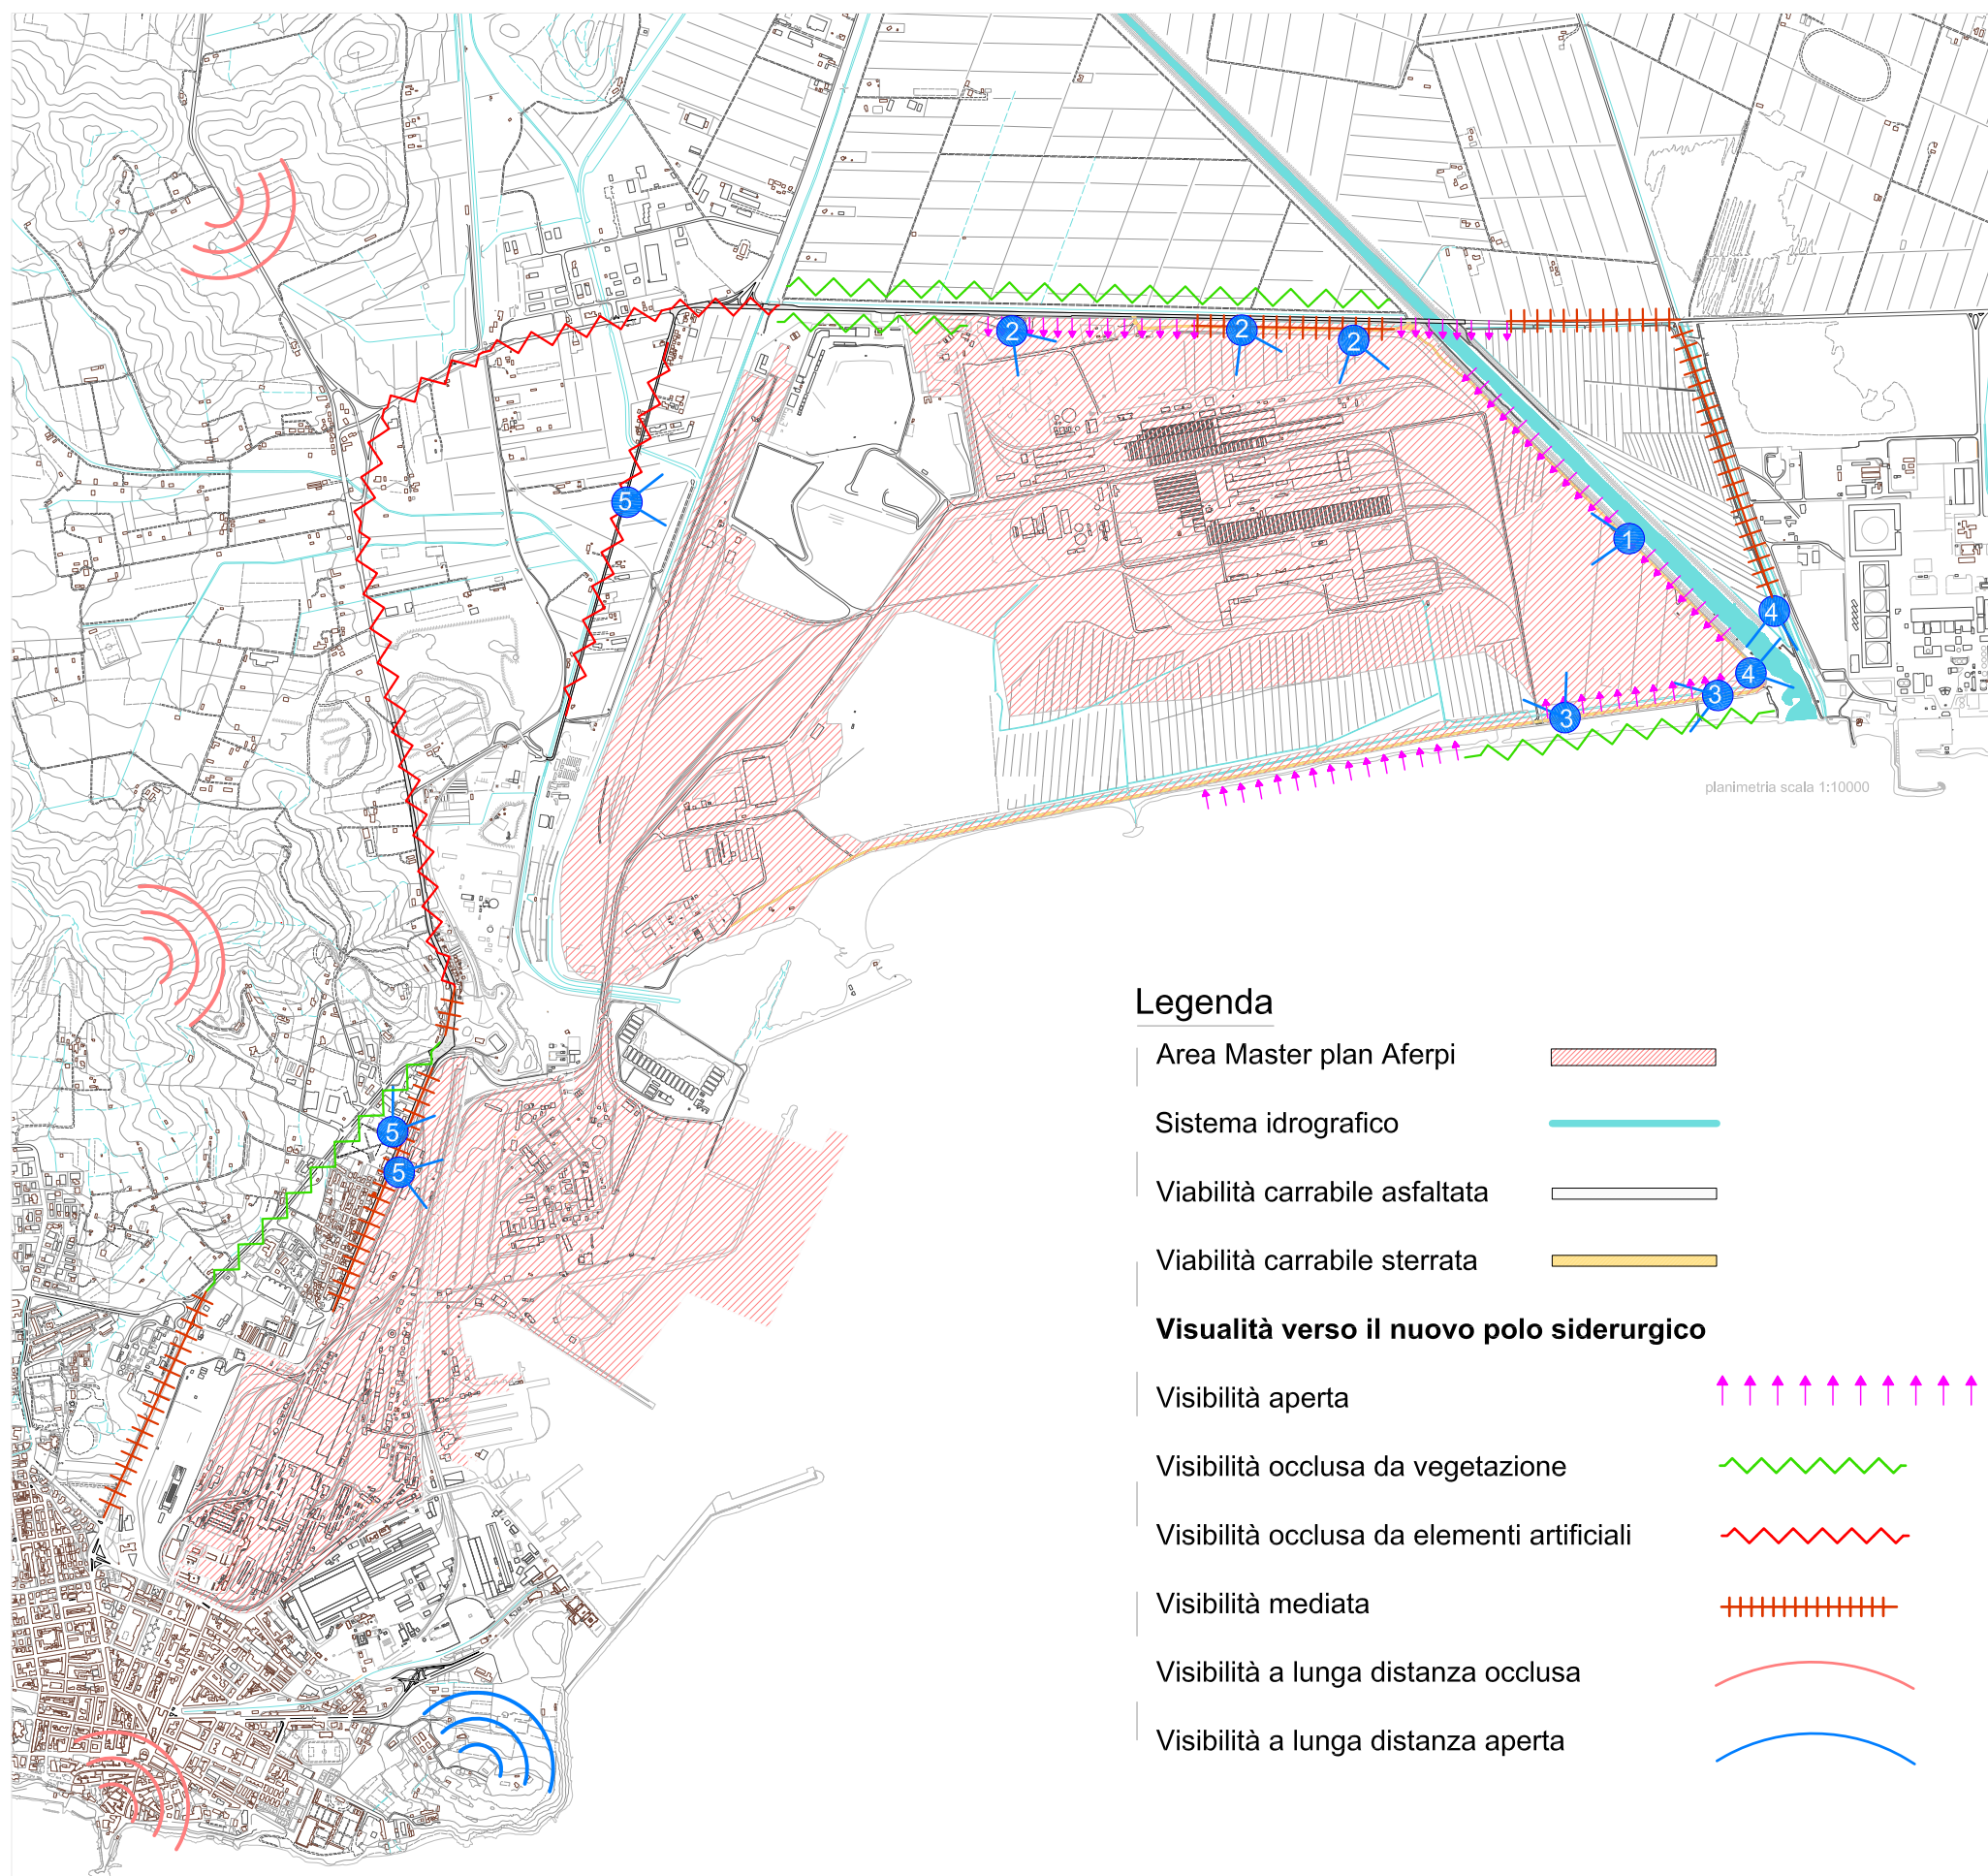 2
2
2
5
1
4
4
3
3
planimetria scala 1:10000
5
5
Legenda
Area Master plan Aferpi
Sistema idrografico
Viabilità carrabile asfaltata
Viabilità carrabile sterrata
Visualità verso il nuovo polo siderurgico
Visibilità aperta
Visibilità occlusa da vegetazione
Visibilità occlusa da elementi artificiali
Visibilità mediata
Visibilità a lunga distanza occlusa
Visibilità a lunga distanza aperta